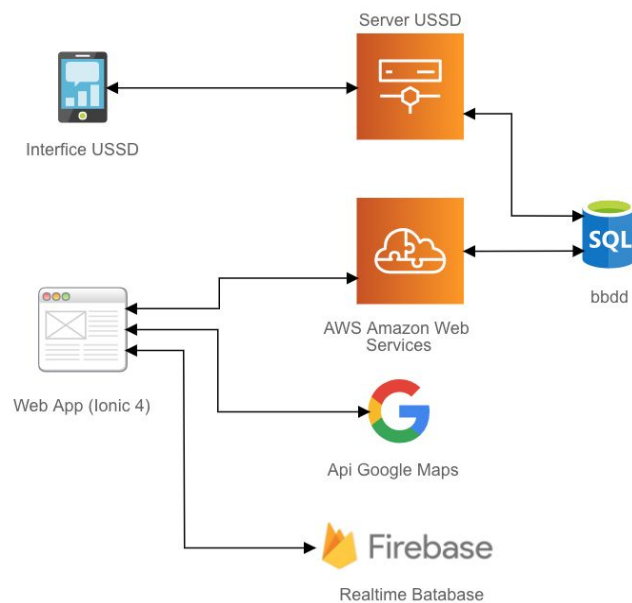 Server USSD
Interfice USSD
SQL
bbdd
AWS Amazon Web
Services
Web App (Ionic 4)
Api Google Maps
Firebase
Realtime Batabase